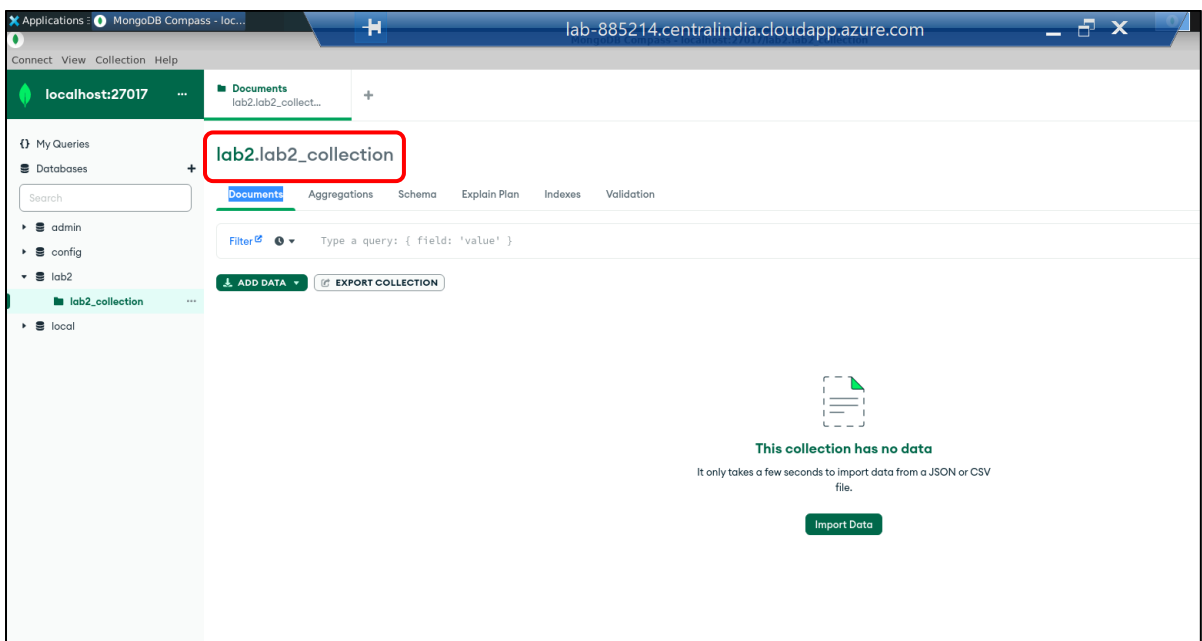 Applications
MongoDB Compass - loc...
lab-885214.centralindia.cloudapp.azure.com
Connect View Collection Help
localhost:27017 ...
Documents
lab2.lab2_collect...
+
{} My Queries
Databases +
Search
admin
config
lab2
lab2_collection ...
local
lab2.lab2_collection
Documents Aggregations Schema Explain Plan Indexes Validation
Filter Type a query: { field: 'value' }
ADD DATA EXPORT COLLECTION
This collection has no data
It only takes a few seconds to import data from a JSON or CSV
file.
Import Data